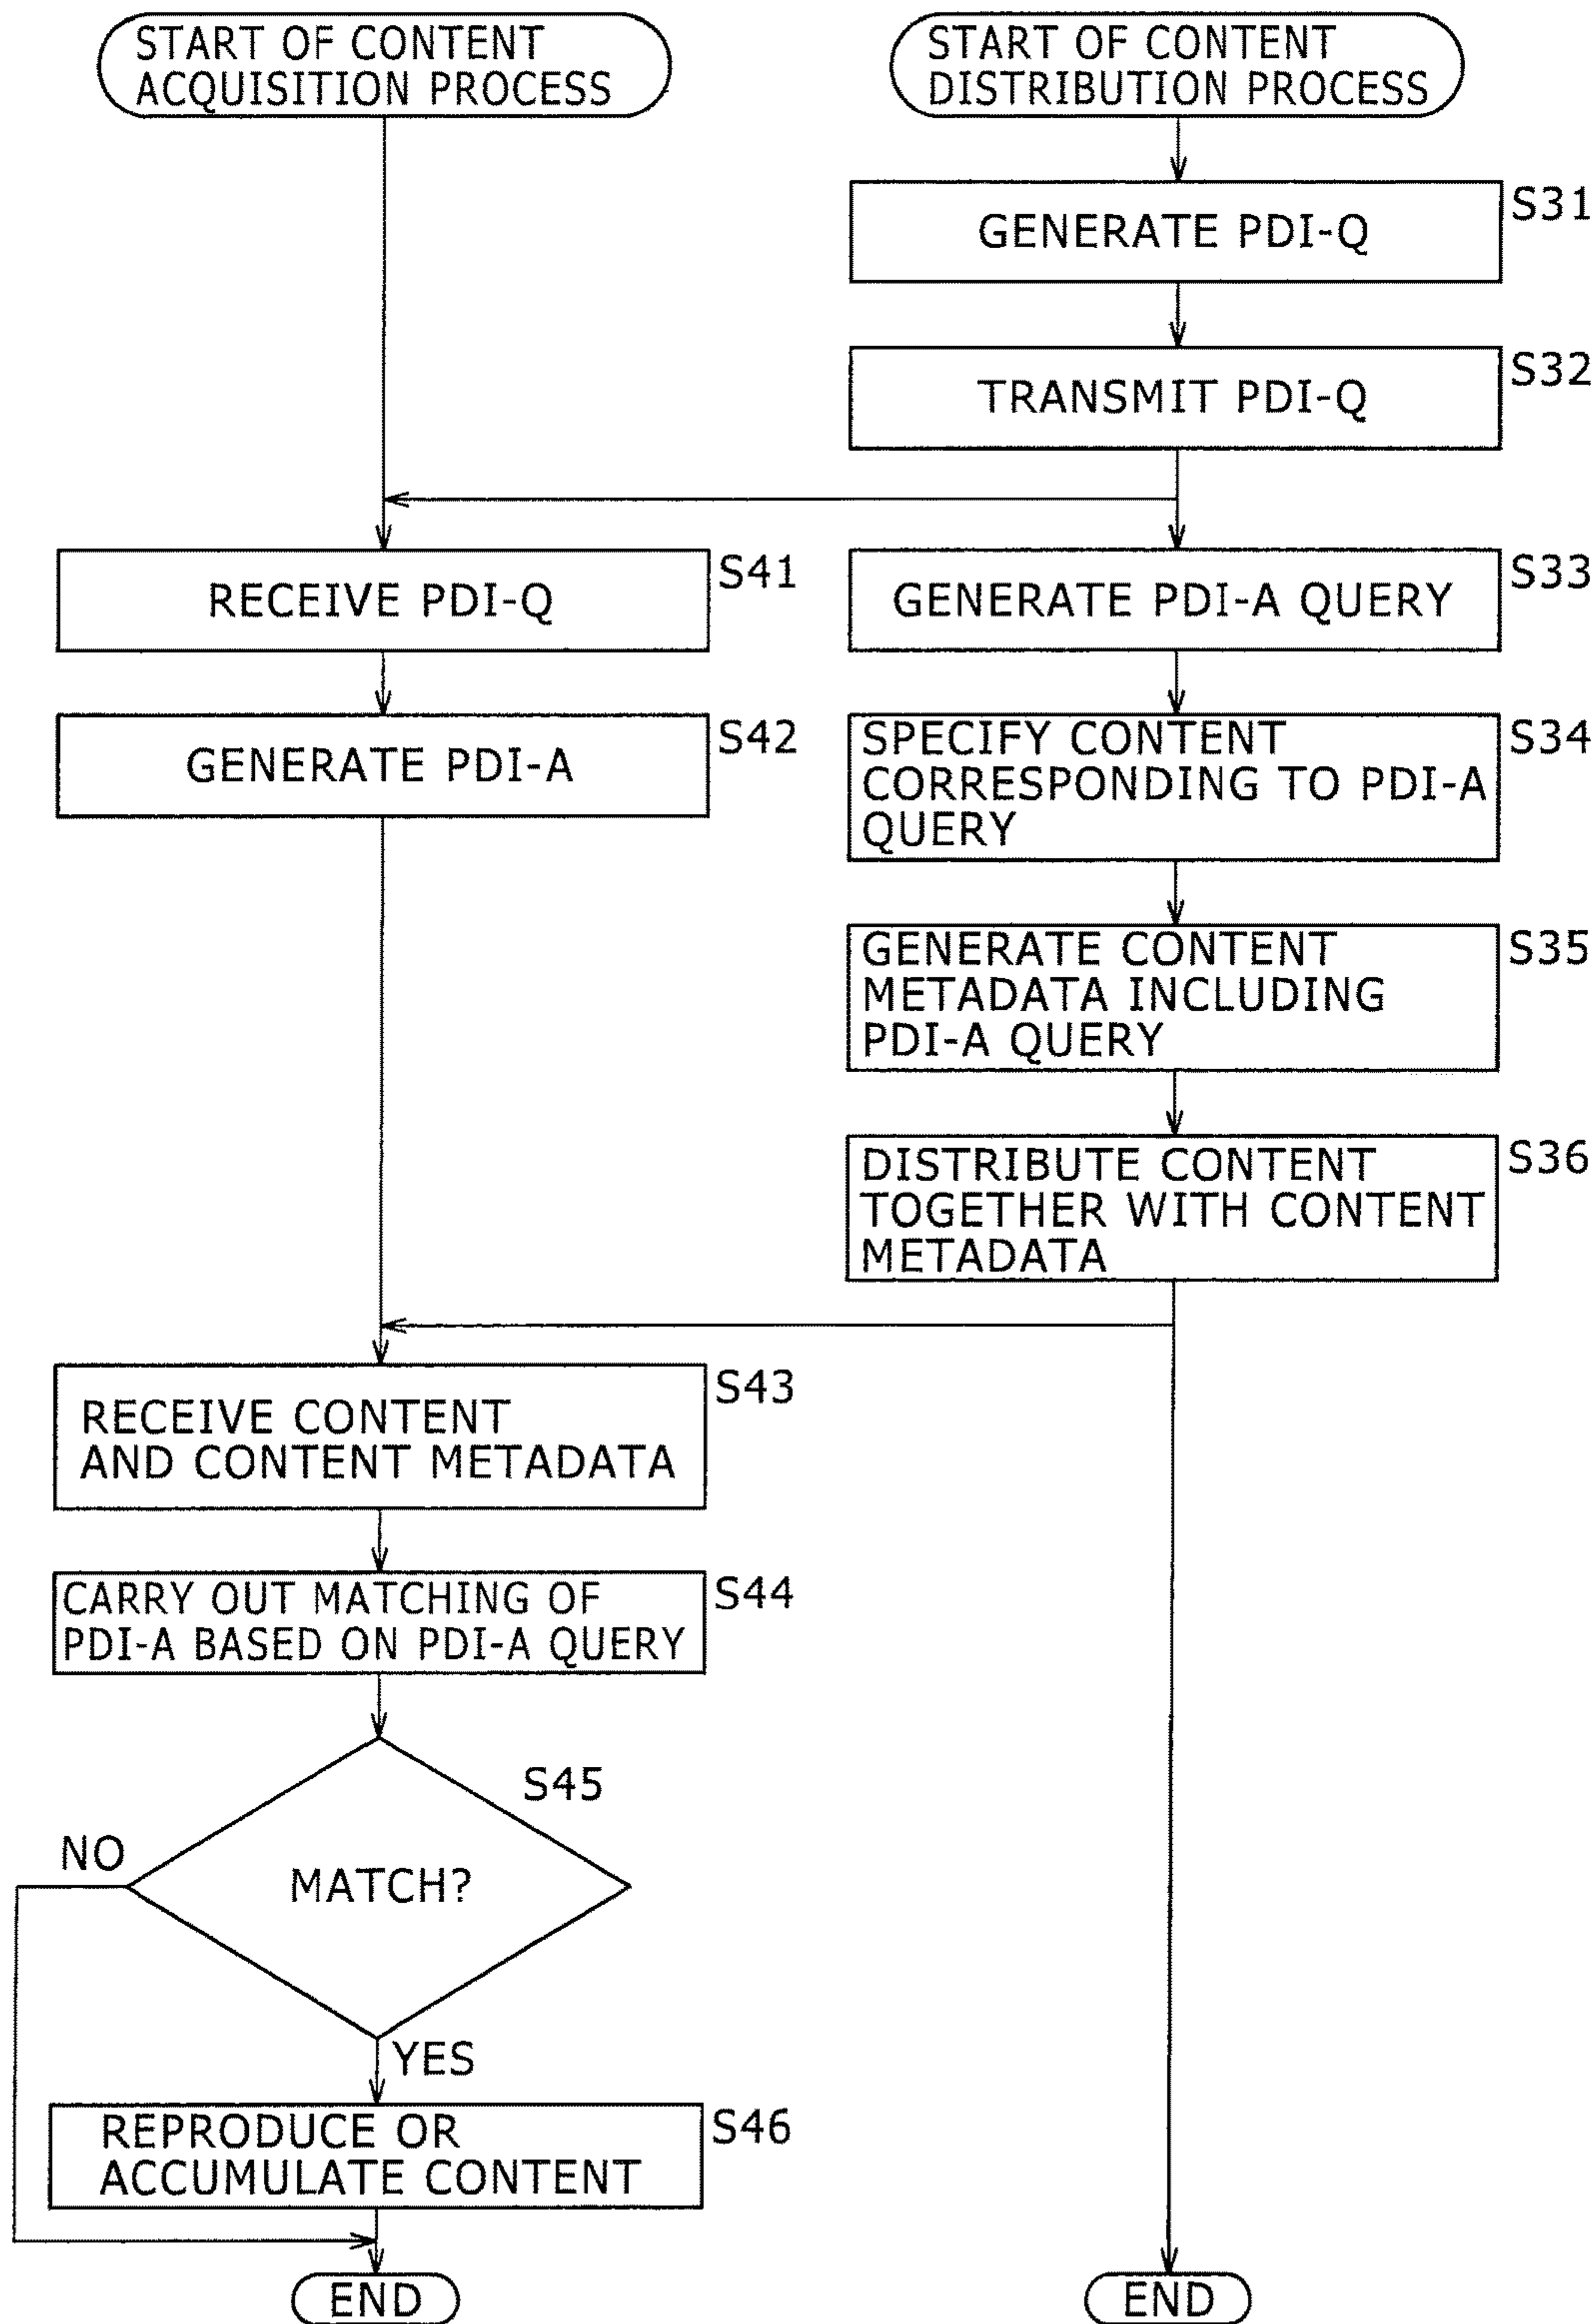 START OF CONTENT
ACQUISITION PROCESS
START OF CONTENT
DISTRIBUTION PROCESS
S31
GENERATE PDI-Q
S32
TRANSMIT PDI-Q
S41
RECEIVE PDI-Q
S33
GENERATE PDI-A QUERY
S42
GENERATE PDI-A
S34
SPECIFY CONTENT
CORRESPONDING TO PDI-A
QUERY
S35
GENERATE CONTENT
METADATA INCLUDING
PDI-A QUERY
S36
DISTRIBUTE CONTENT
TOGETHER WITH CONTENT
METADATA
S43
RECEIVE CONTENT
AND CONTENT METADATA
S44
CARRY OUT MATCHING OF
PDI-A BASED ON PDI-A QUERY
S45
NO
MATCH?
YES
S46
REPRODUCE OR
ACCUMULATE CONTENT
END
END